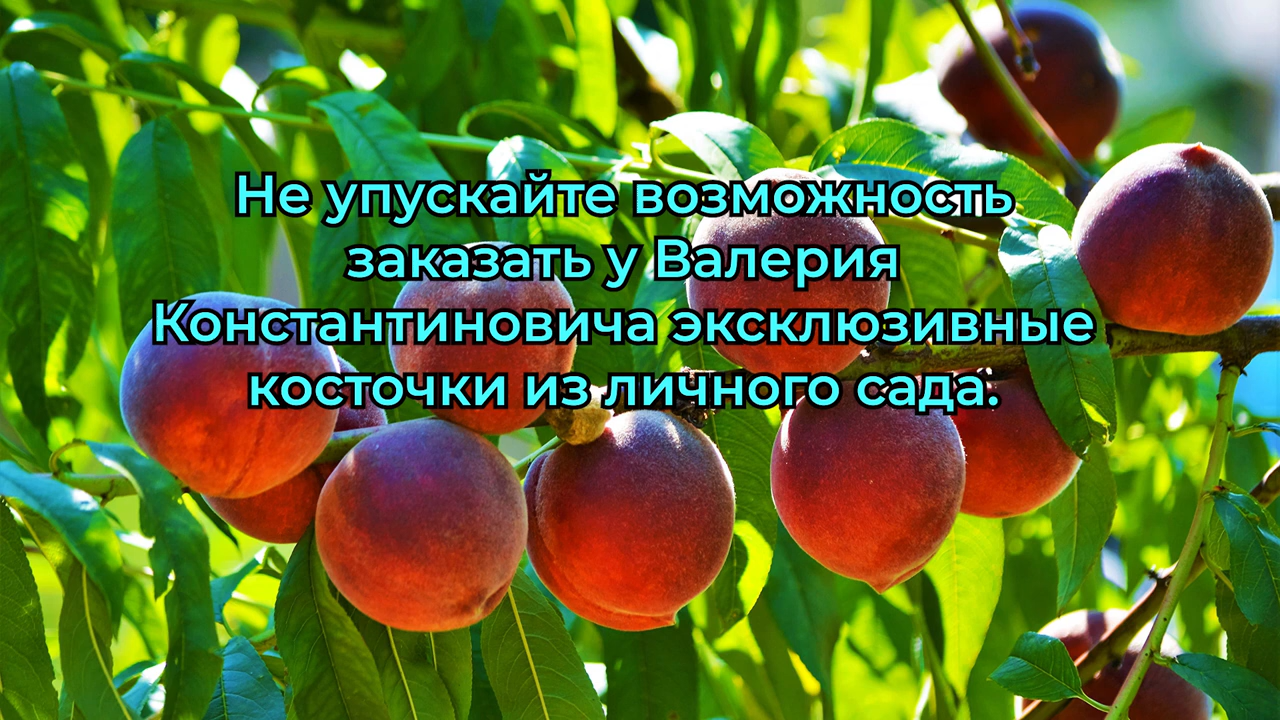 Не упускайте возможность
заказать у Валерия
Константиновича эксклюзивные
косточки из личного сада.